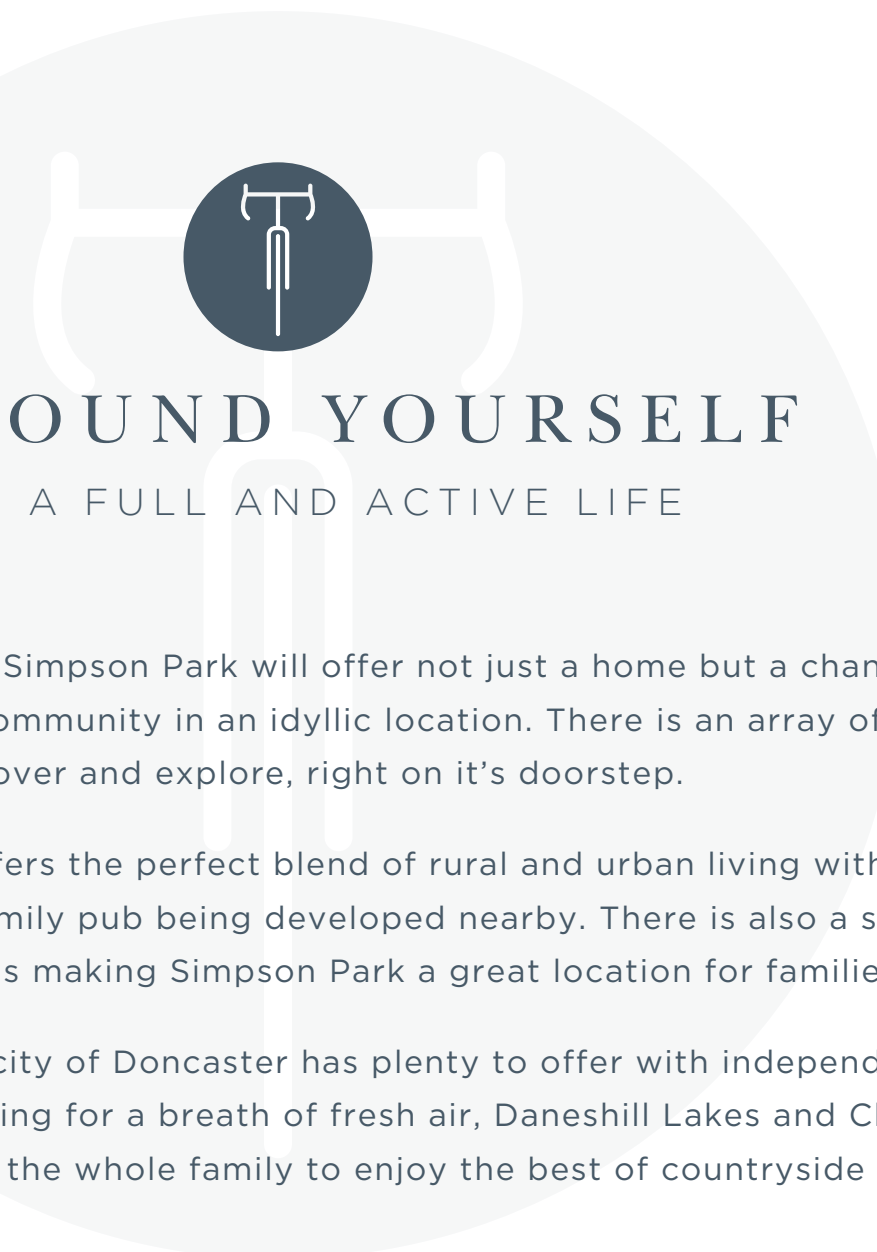 OUND YOURSELF
A FULL AND ACTIVE LIFE
Simpson Park will offer not just a home but a chan
ommunity in an idyllic location. There is an array of
over and explore, right on it’s doorstep.
fers the perfect blend of rural and urban living with
mily pub being developed nearby. There is also a s
s making Simpson Park a great location for familie
city of Doncaster has plenty to offer with independ
ing for a breath of fresh air, Daneshill Lakes and Cl
the whole family to enjoy the best of countryside